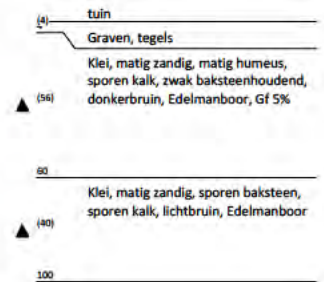 (4) tuin
Graven, tegels
Klei, matig zandig, matig humeus,
sporen kalk, zwak baksteenhoudend,
(56) donkerbruin, Edelmanboor, Gf 5%
60
Klei, matig zandig, sporen baksteen,
sporen kalk, lichtbruin, Edelmanboor
(40)
100